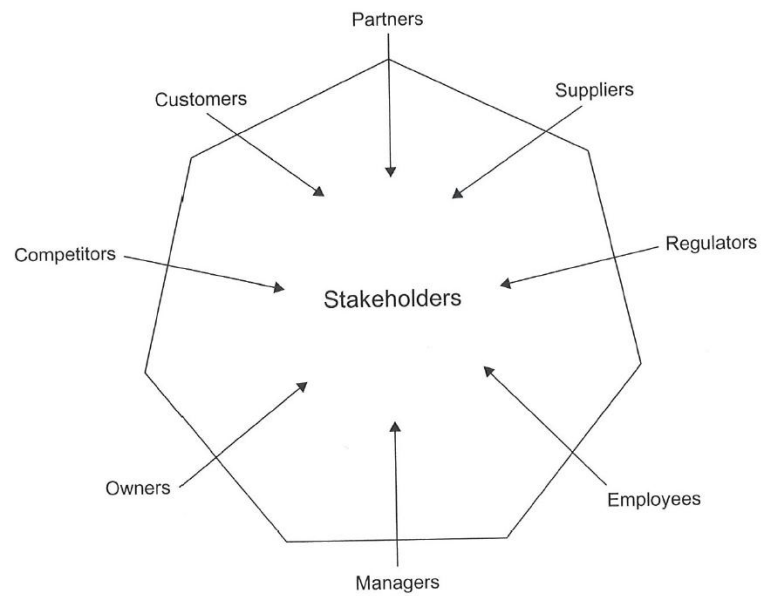 Partners
Customers
Suppliers
Competitors
Regulators
Stakeholders
Owners
Employees
Managers